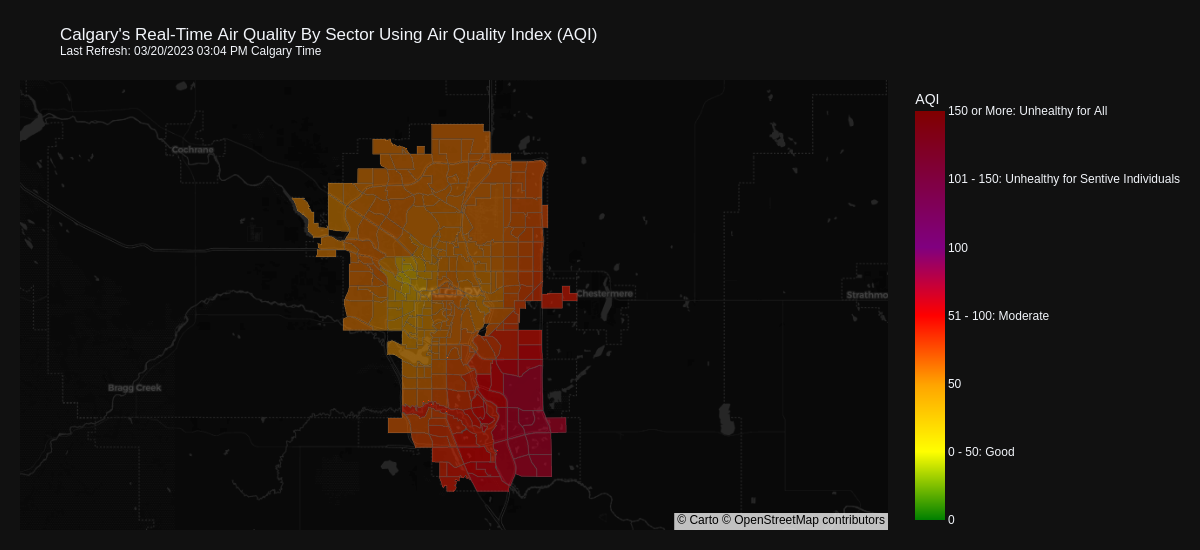 Calgary's Real-Time Air Quality By Sector Using Air Quality Index (AQI)
Last Refresh: 03/20/2023 03:04 PM Calgary Time
AQI
150 or More: Unhealthy for All
Cochrane
101 - 150: Unhealthy for Sentive Individuals
100
CALGARY
Chestermere
Strathmo
51 - 100: Moderate
50
Bragg Creek
0 - 50: Good
0
© Carto © OpenStreetMap contributors